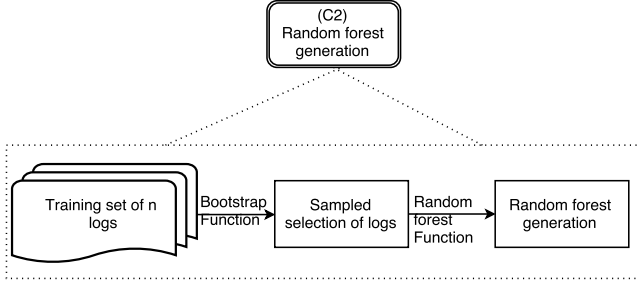 (C2)
Random forest
generation
Training set of n
logs
Bootstrap
Function
Sampled
selection of logs
Random
forest
Function
Random forest
generation